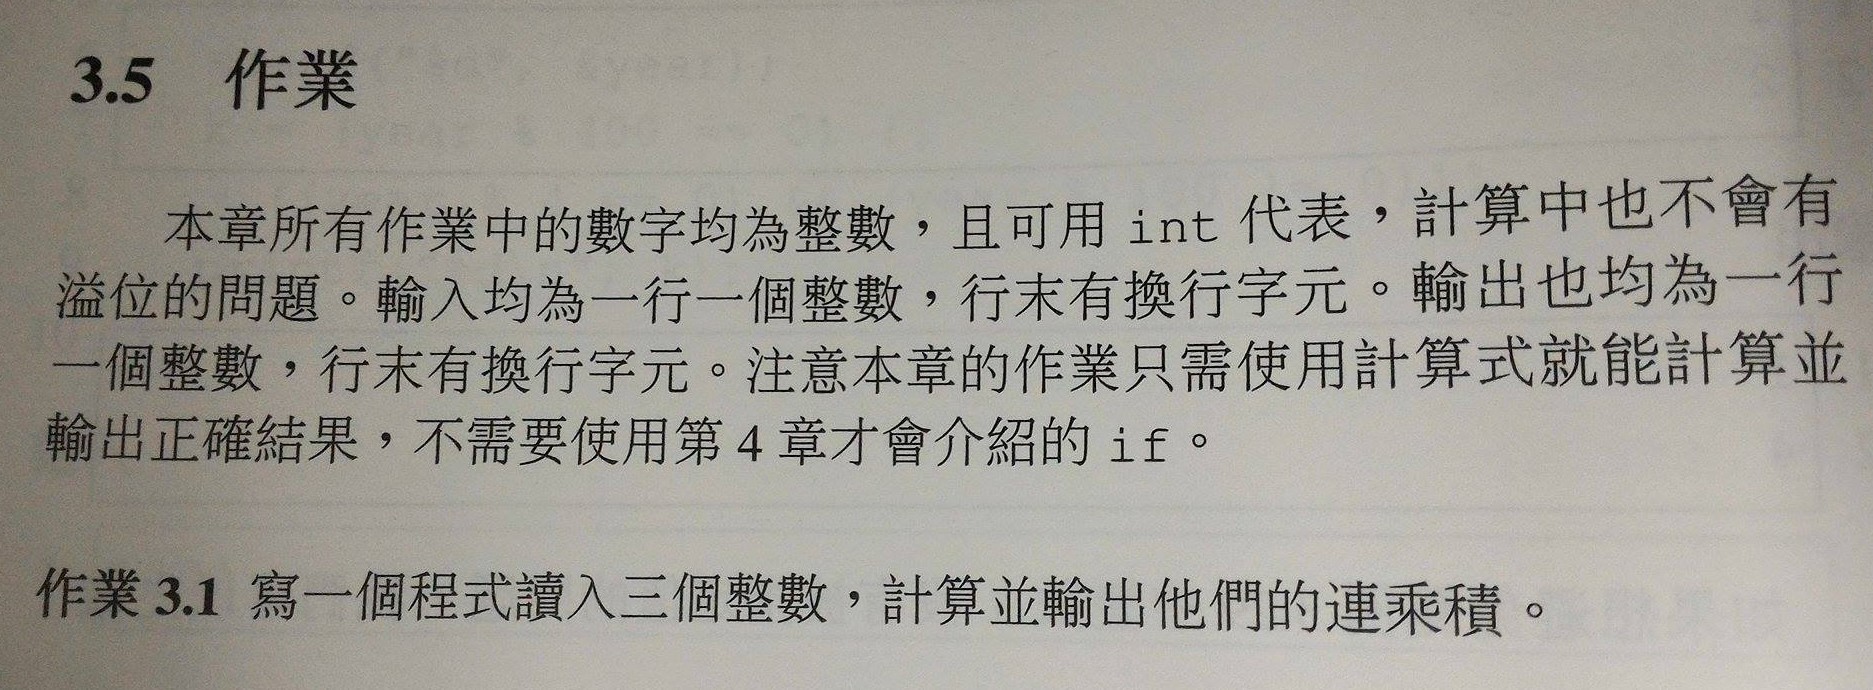 3.5 作業
本章所有作業中的數字均為整數，且可用 int 代表，計算中也不會有
溢位的問題。輸入均為一行一個整數，行末有換行字元。輸出也均為一行
一個整數，行末有換行字元。注意本章的作業只需使用計算式就能計算並
輸出正確結果，不需要使用第 4 章才會介紹的 if。
作業 3.1 寫一個程式讀入三個整數，計算並輸出他們的連乘積。